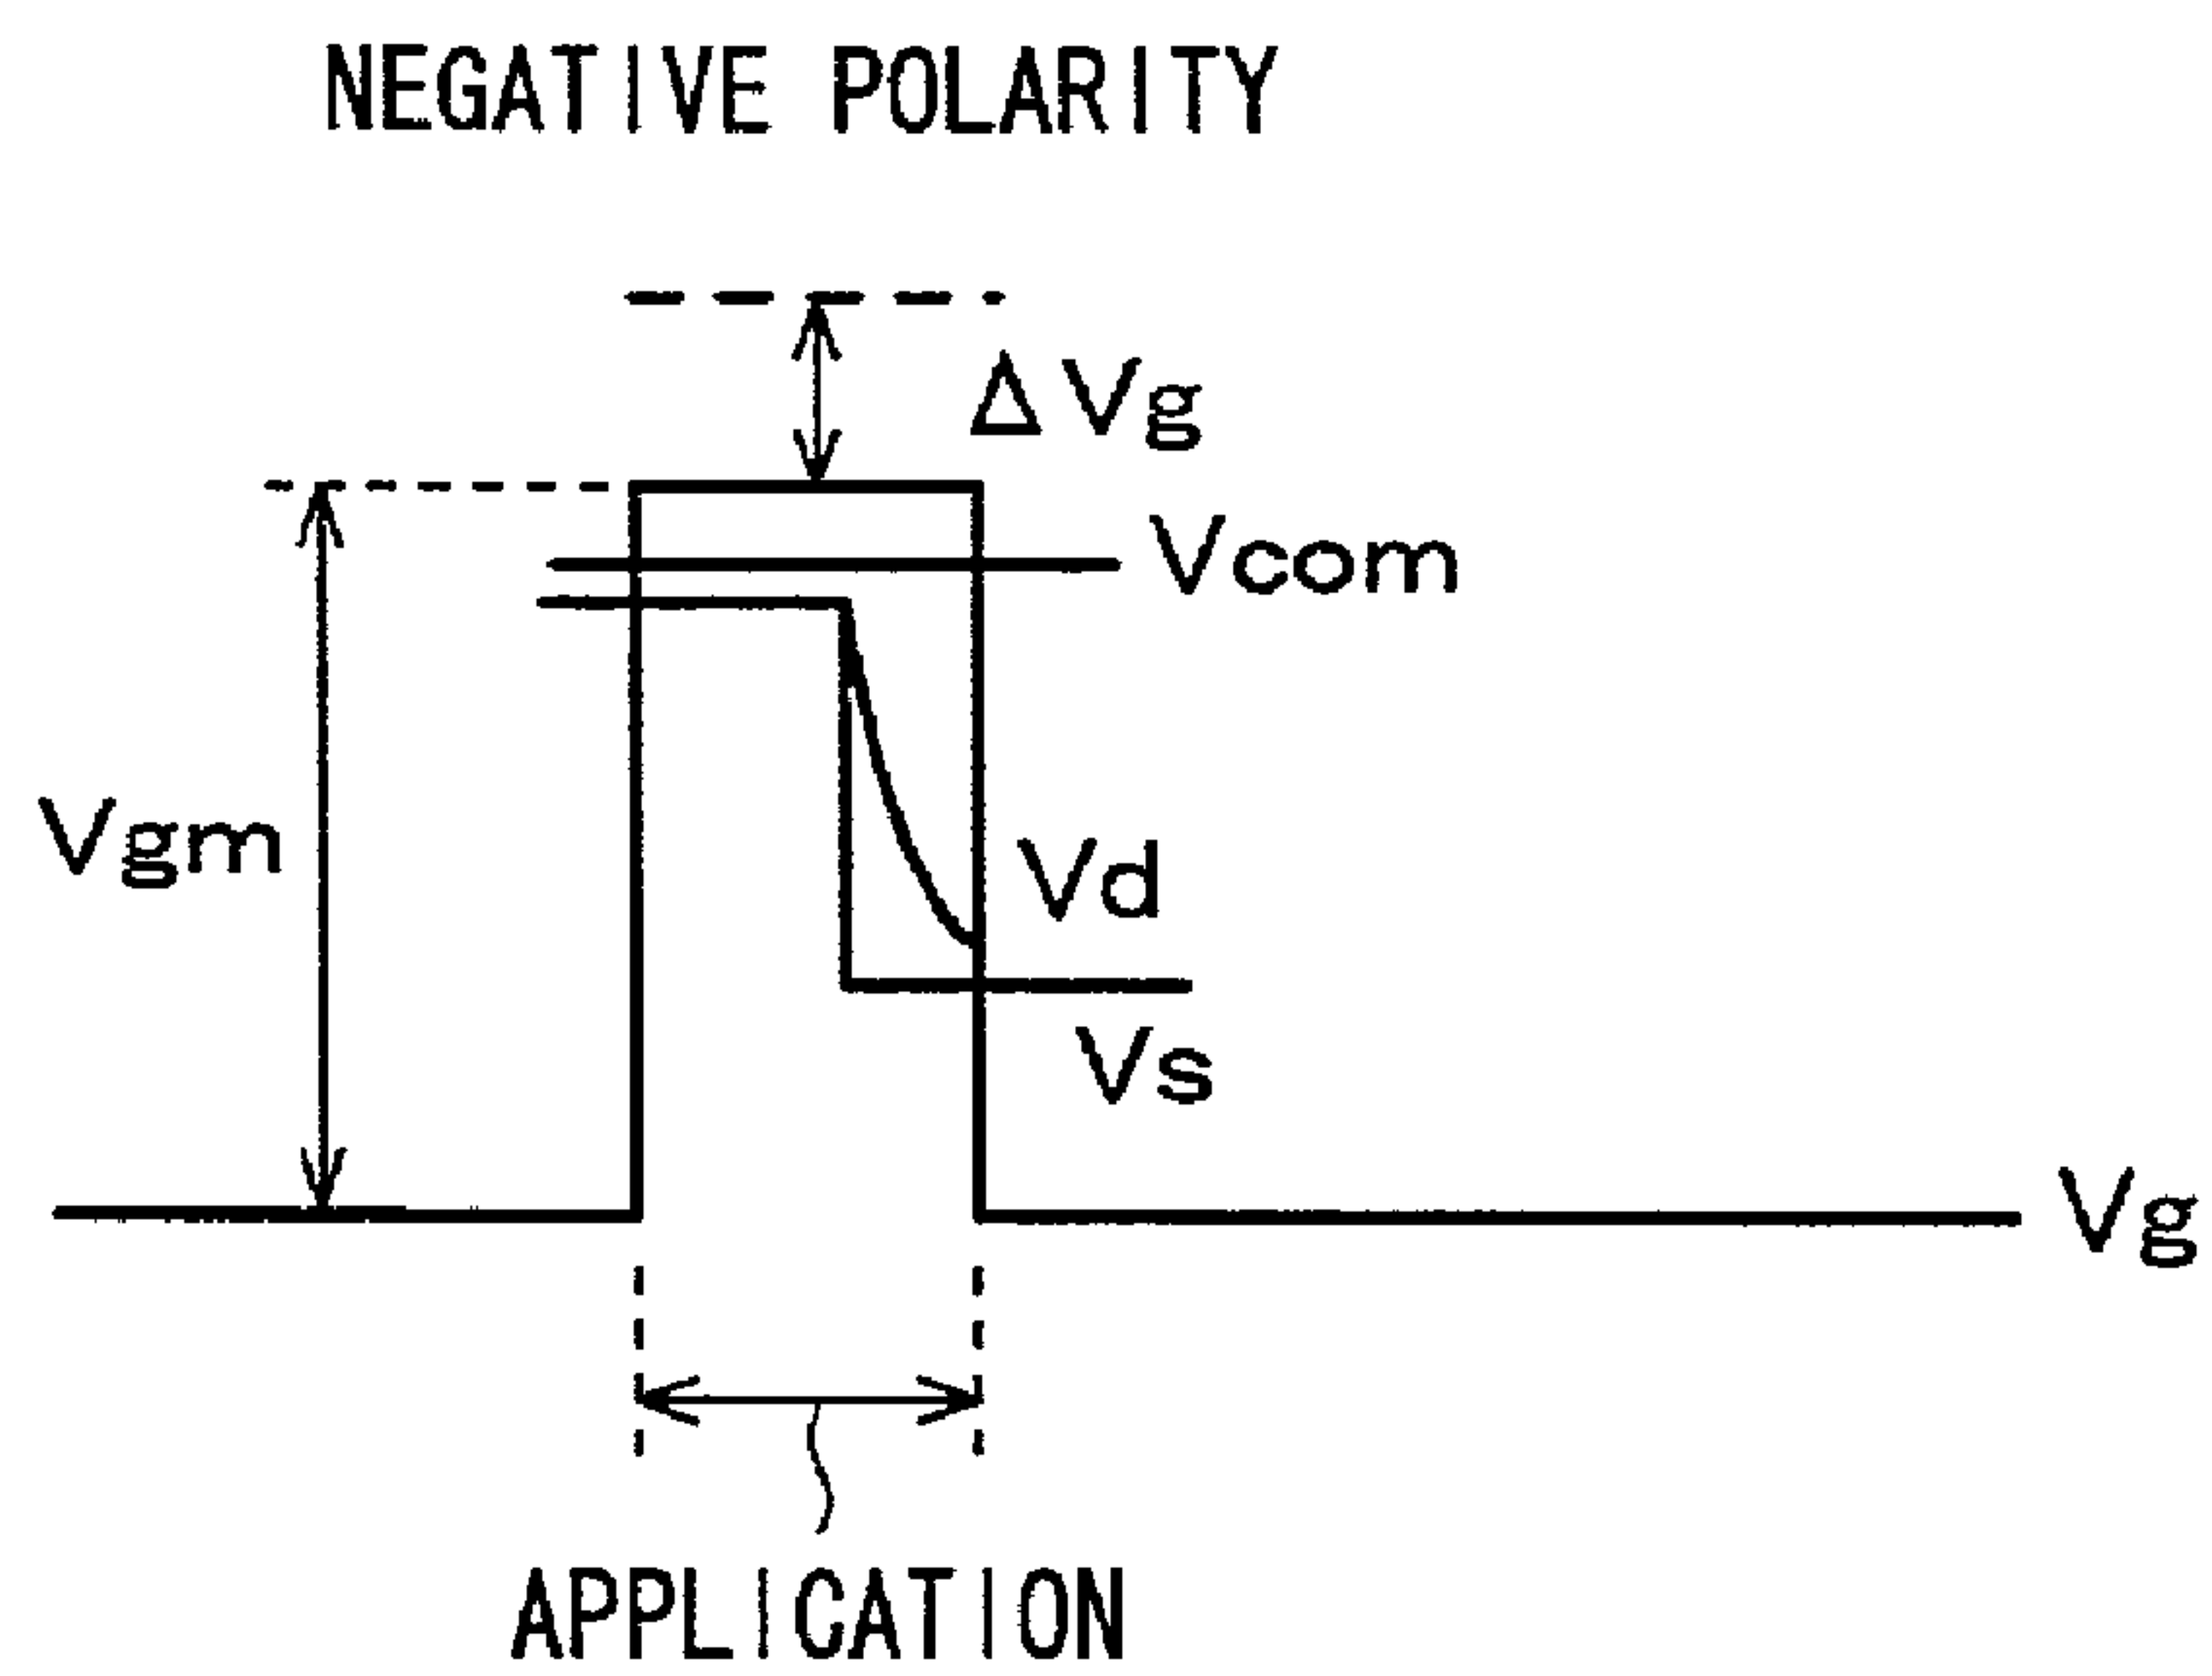 NEGATIVE POLARITY
ΔVg
Vcom
Vgm
Vd
Vs
Vg
APPLICATION